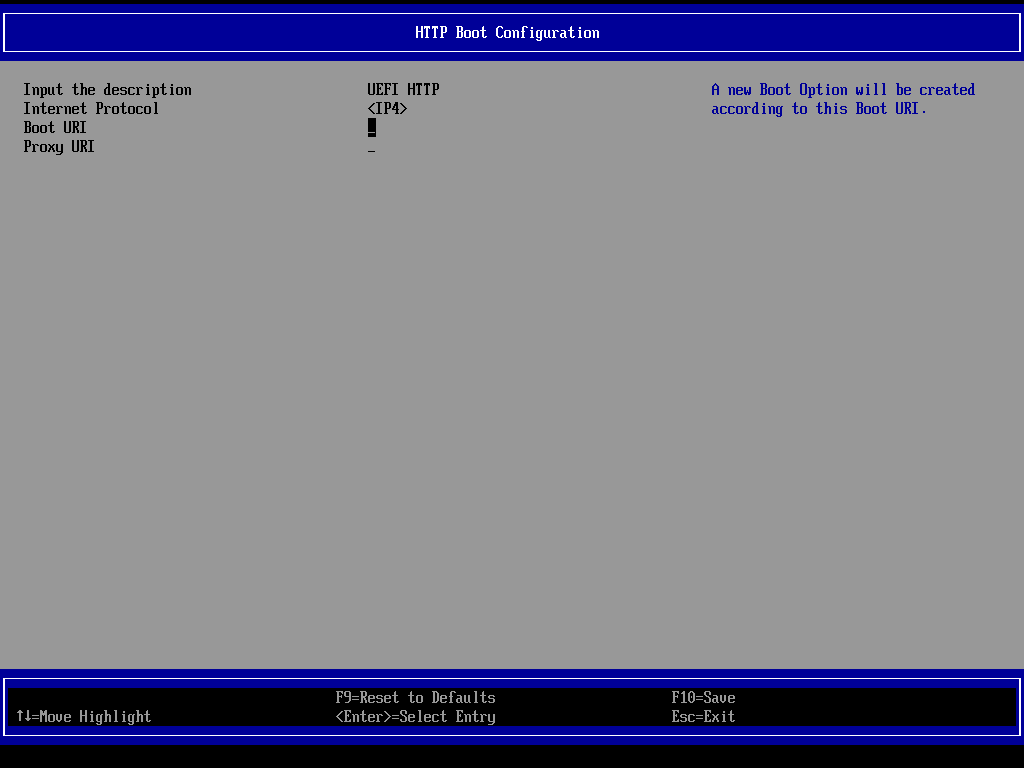 HTTP Boot Configuration
Input the description UEFI HTTP A new Boot Option will be created
Internet Protocol <IP4> according to this Boot URI.
Boot URI _
Proxy URI _
F9=Reset to Defaults F10=Save
↑↓=Move Highlight <Enter>=Select Entry Esc=Exit